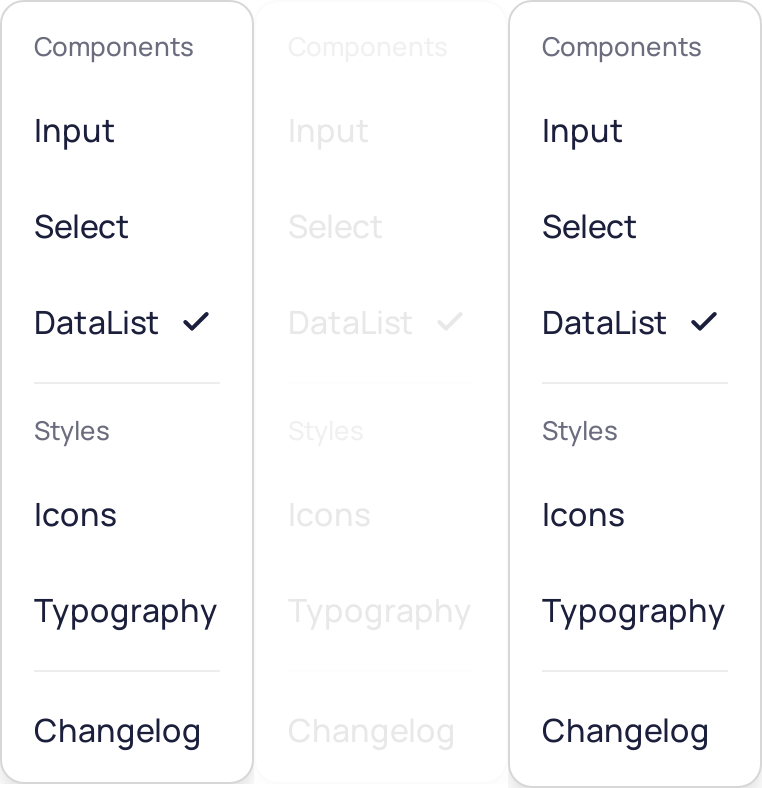 Components
Input
Select
DataList
Styles
Icons
Typography
Changelog
Components
Input
Select
DataList
Styles
Icons
Typography
Changelog
Components
Input
Select
DataList
Styles
Icons
Typography
Changelog